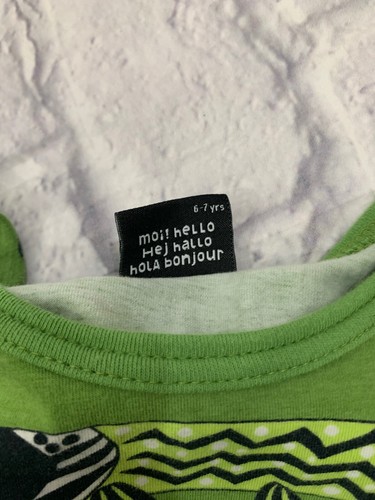 6-7 yrs
moi! hello
Hej hallo
holA bonjour